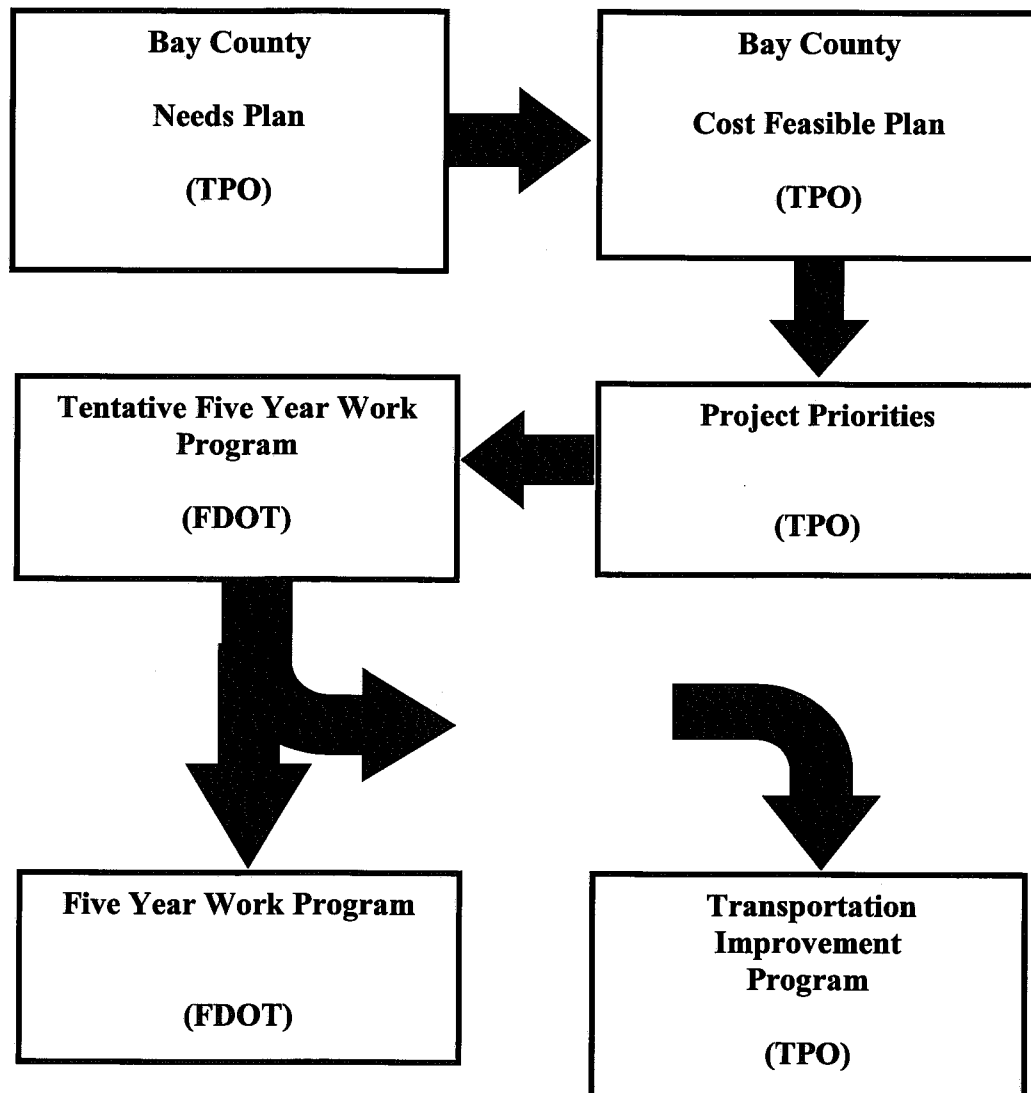 Bay County
Needs Plan
(TPO)
Bay County
Cost Feasible Plan
(TPO)
Tentative Five Year Work
Program
(FDOT)
Project Priorities
(TPO)
Five Year Work Program
(FDOT)
Transportation
Improvement
Program
(TPO)